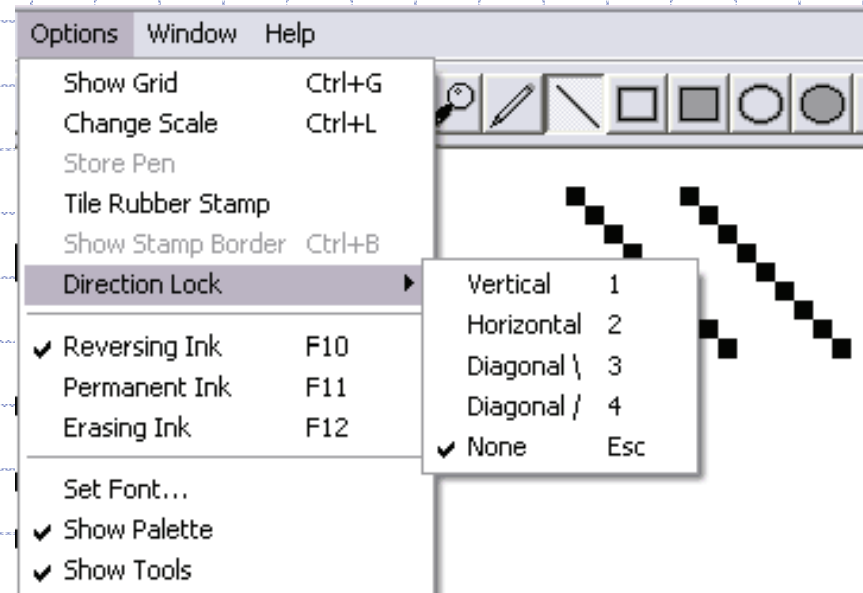 Options Window Help
Show Grid Ctrl+G
Change Scale Ctrl+L
Store Pen
Tile Rubber Stamp
Show Stamp Border Ctrl+B
Direction Lock
Vertical 1
Horizontal 2
Diagonal \ 3
Diagonal / 4
None Esc
Reversing Ink F10
Permanent Ink F11
Erasing Ink F12
Set Font...
Show Palette
Show Tools